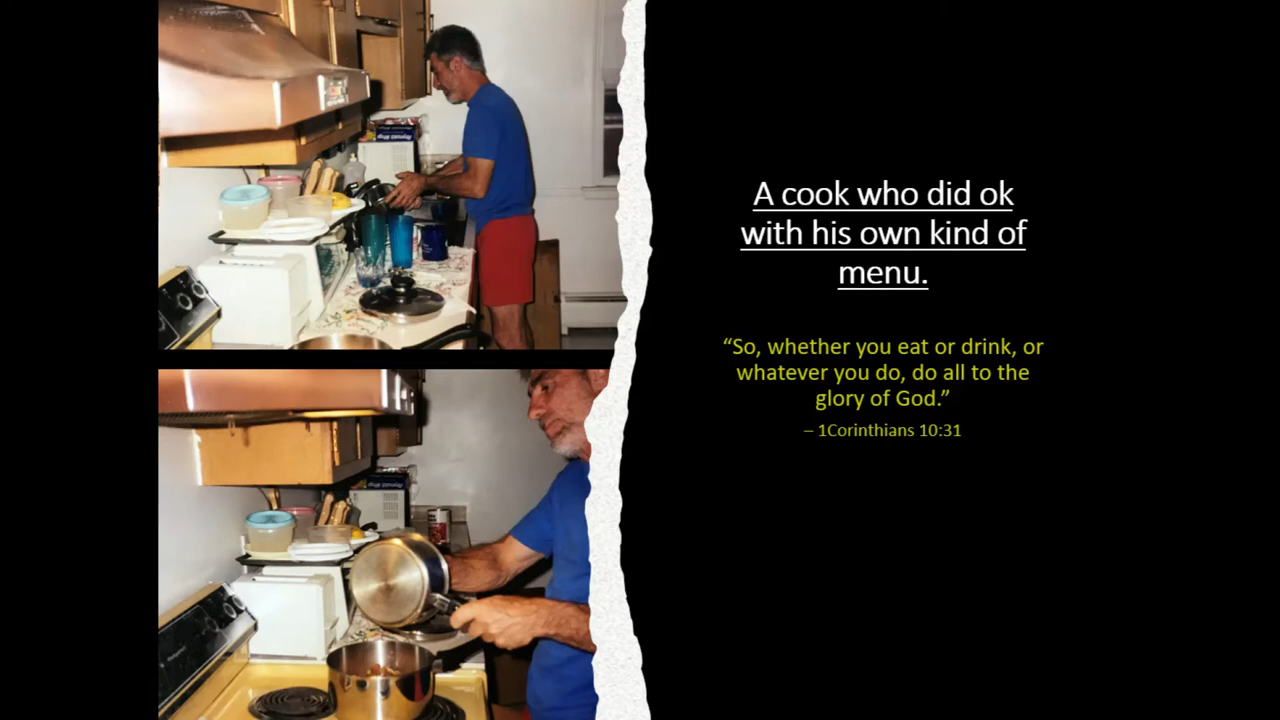 A cook who did ok
with his own kind of
menu.
“So, whether you eat or drink, or
whatever you do, do all to the
glory of God.”
– 1Corinthians 10:31